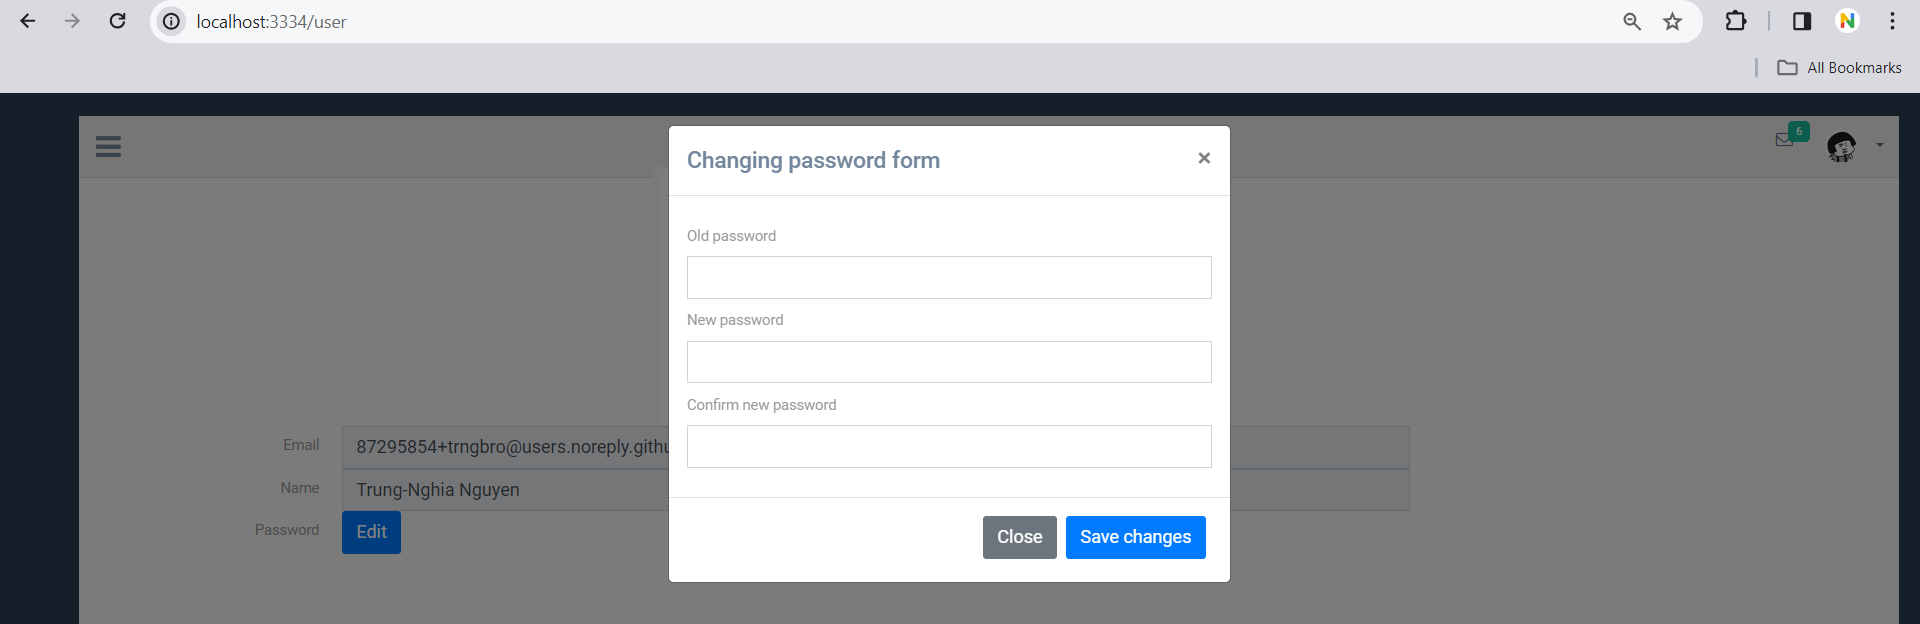 localhost:3334/user
All Bookmarks
6
Changing password form
×
Old password
New password
Confirm new password
Email
87295854+trngbro@users.noreply.githu
Name
Trung-Nghia Nguyen
Password
Edit
Close
Save changes